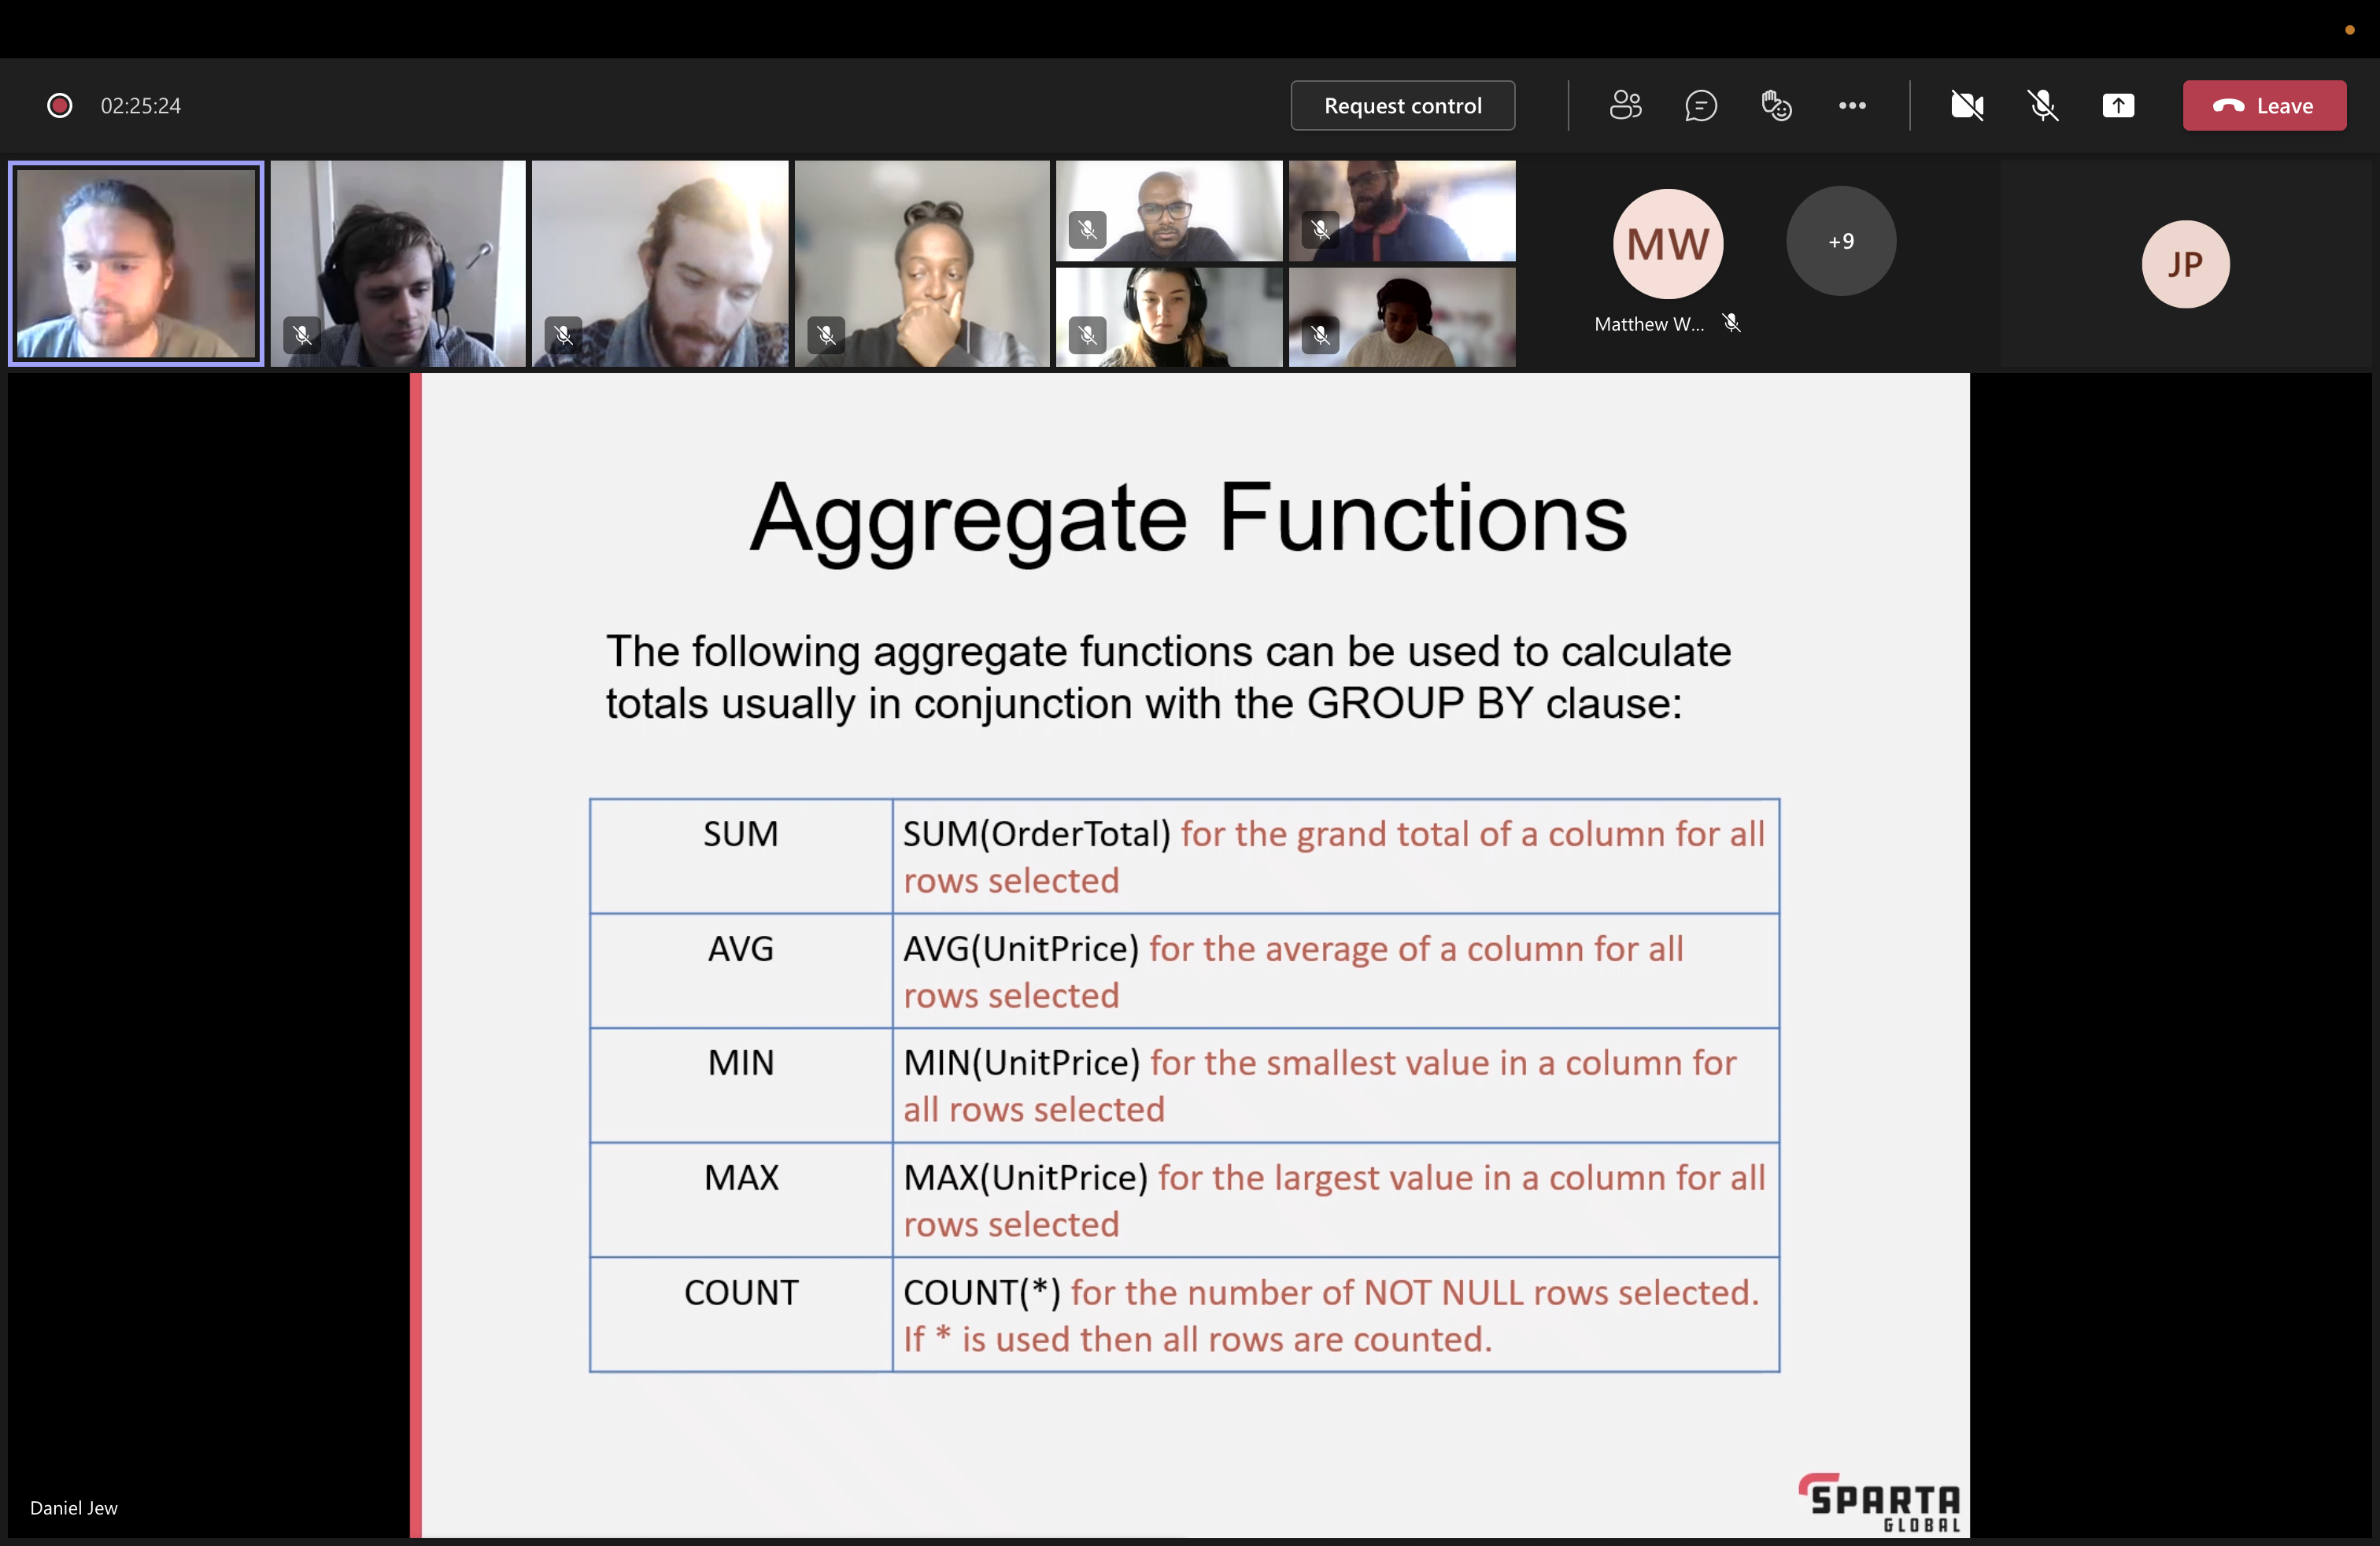 02:25:24
Request control
Leave
MW
+9
JP
Matthew W...
Aggregate Functions
The following aggregate functions can be used to calculate
totals usually in conjunction with the GROUP BY clause:
SUM
SUM(OrderTotal) for the grand total of a column for all
rows selected
AVG
AVG(UnitPrice) for the average of a column for all
rows selected
MIN
MIN(UnitPrice) for the smallest value in a column for
all rows selected
MAX
MAX(UnitPrice) for the largest value in a column for all
rows selected
COUNT
COUNT(*) for the number of NOT NULL rows selected.
If * is used then all rows are counted.
Daniel Jew
SPARTA
GLOBAL